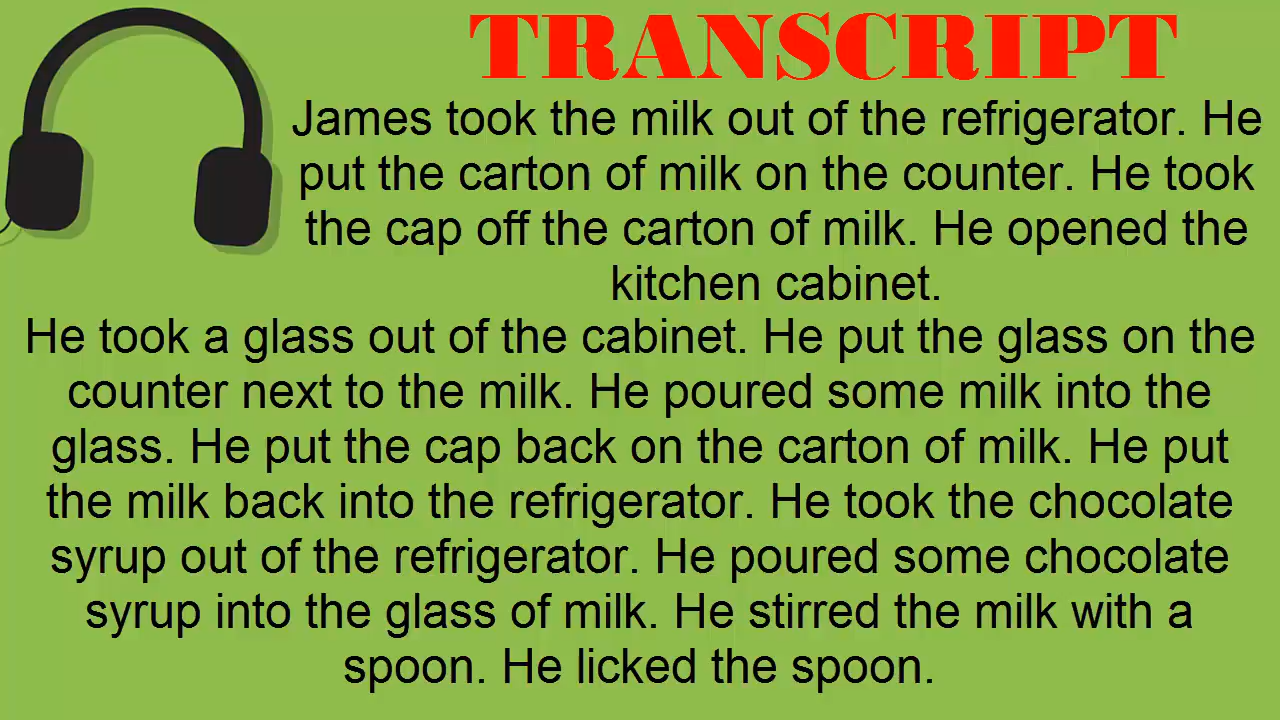 TRANSCRIPT
James took the milk out of the refrigerator. He
put the carton of milk on the counter. He took
the cap off the carton of milk. He opened the
kitchen cabinet.
He took a glass out of the cabinet. He put the glass on the
counter next to the milk. He poured some milk into the
glass. He put the cap back on the carton of milk. He put
the milk back into the refrigerator. He took the chocolate
syrup out of the refrigerator. He poured some chocolate
syrup into the glass of milk. He stirred the milk with a
spoon. He licked the spoon.